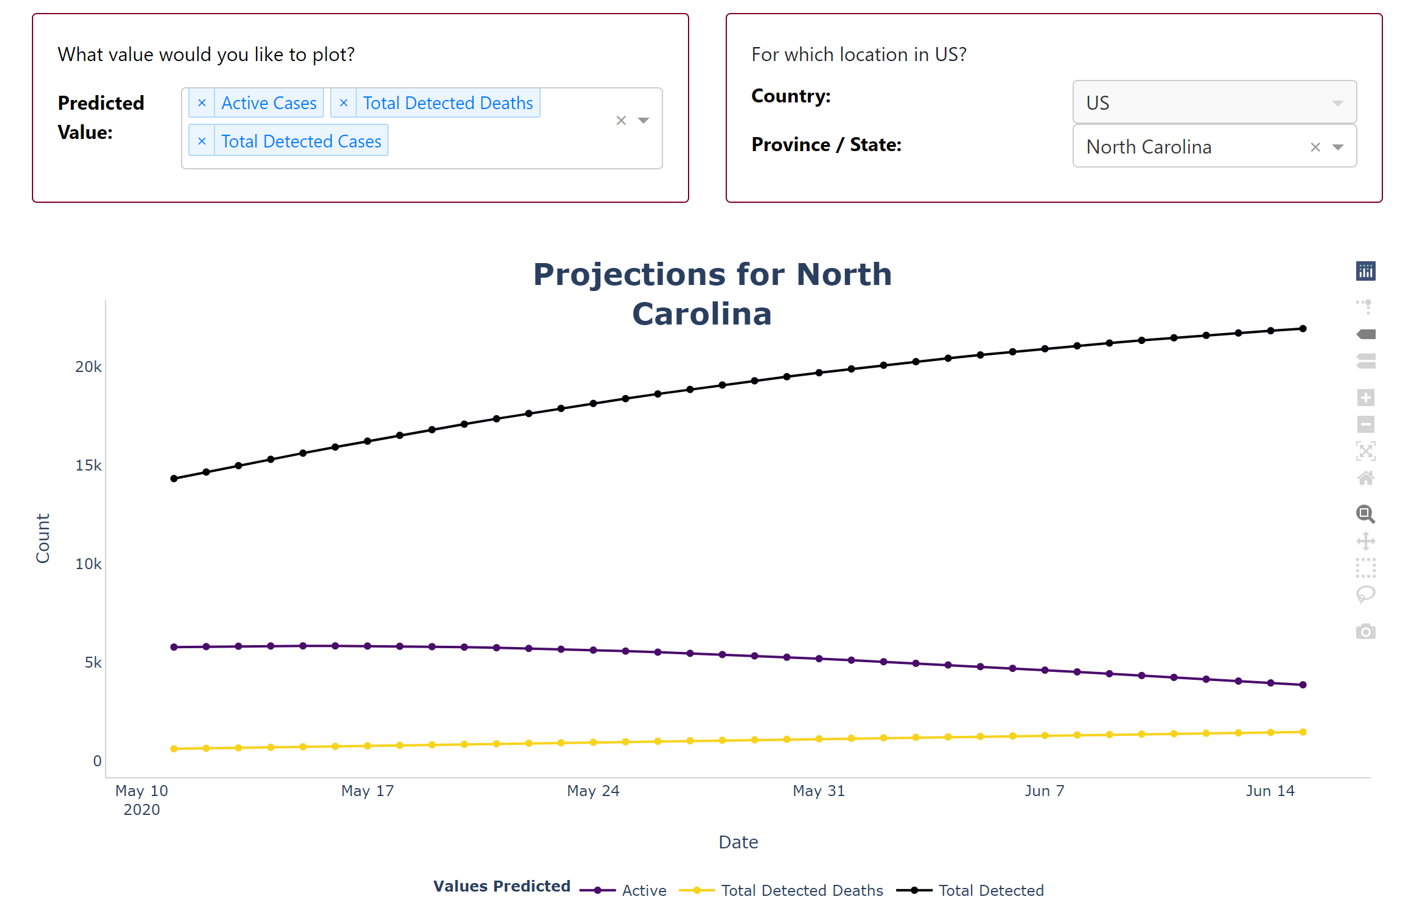 What value would you like to plot?
Predicted
Value:
× Active Cases × Total Detected Deaths
× Total Detected Cases
×
For which location in US?
Country:
US
Province / State:
North Carolina ×
Projections for North
Carolina
20k
15k
10k
5k
0
Count
May 10
2020
May 17
May 24
May 31
Jun 7
Jun 14
Date
Values Predicted Active Total Detected Deaths Total Detected